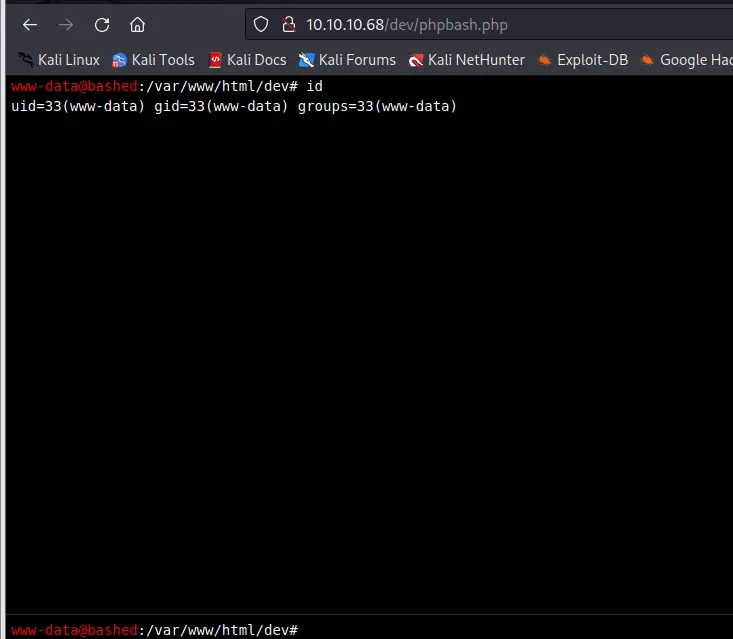 10.10.10.68/dev/phpbash.php
Kali Linux Kali Tools Kali Docs Kali Forums Kali NetHunter Exploit-DB Google Hac
www-data@bashed:/var/www/html/dev# id
uid=33(www-data) gid=33(www-data) groups=33(www-data)
www-data@bashed:/var/www/html/dev#